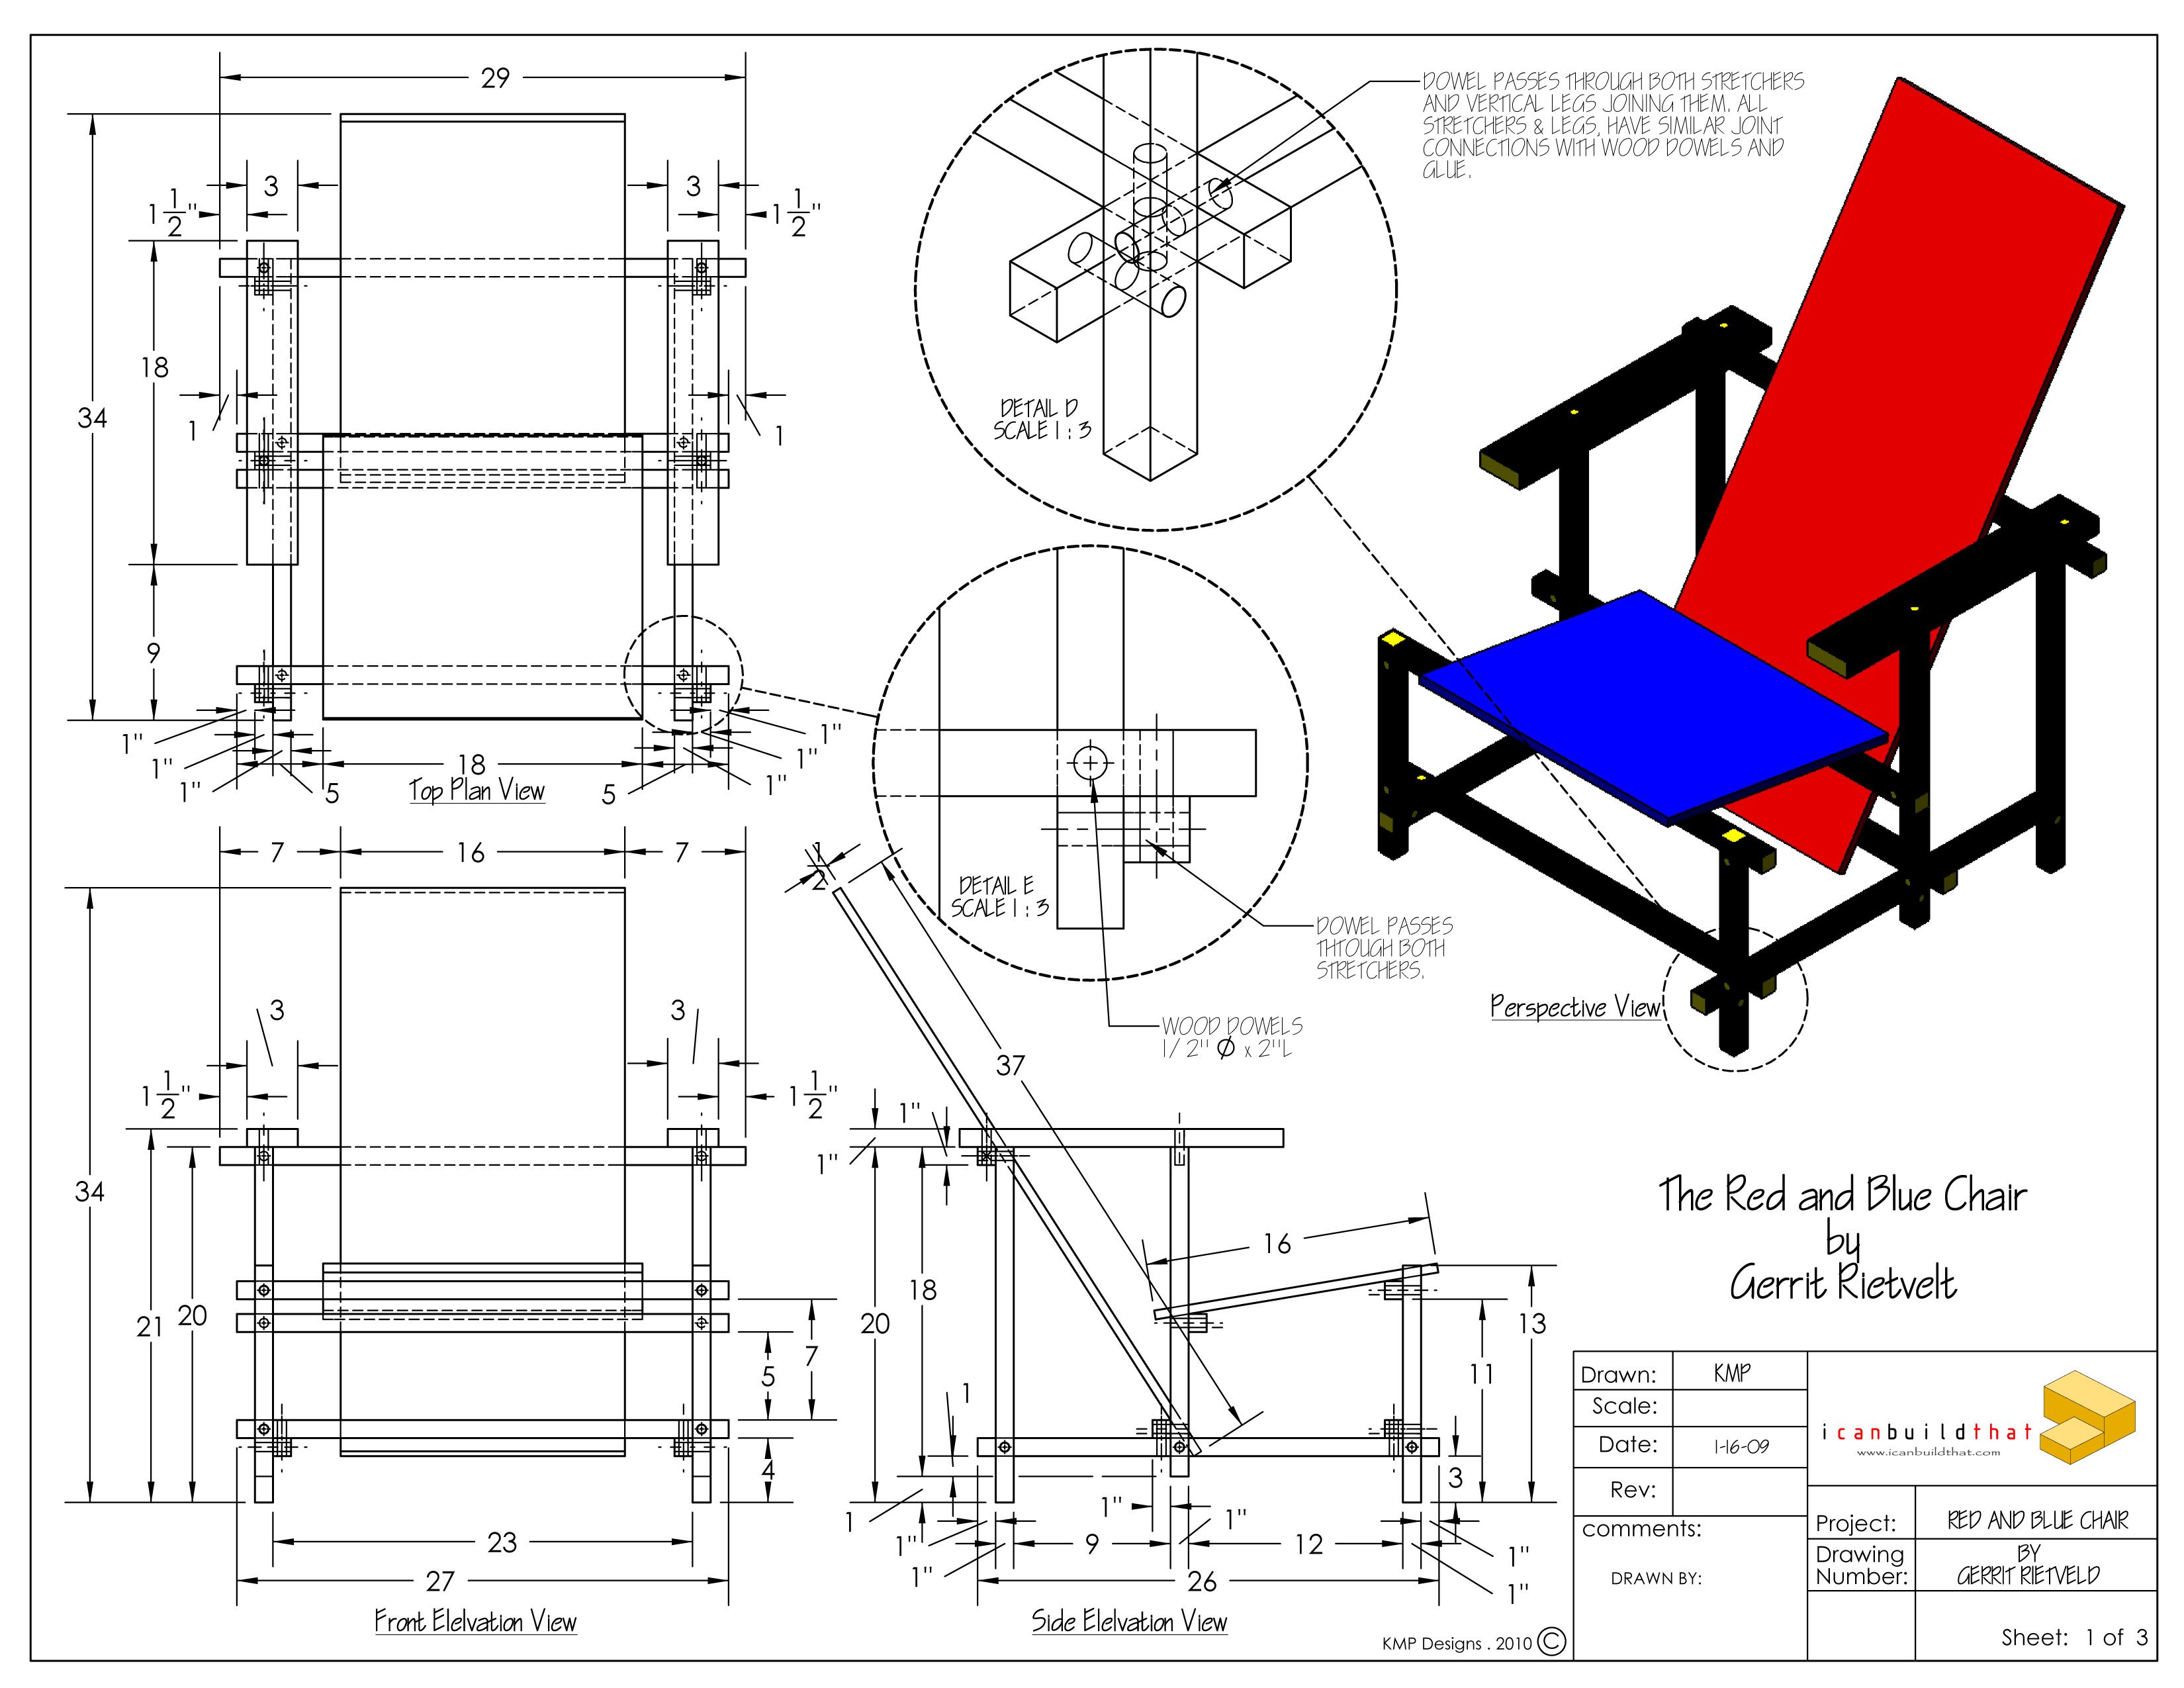 29
3
3
1 1/2"
1 1/2"
18
34
1
1
9
1"
1"
1"
5
18
5
1"
1"
1"
Top Plan View
DETAIL D
SCALE 1 : 3
DOWEL PASSES THROUGH BOTH STRETCHERS
AND VERTICAL LEGS JOINING THEM. ALL
STRETCHERS & LEGS, HAVE SIMILAR JOINT
CONNECTIONS WITH WOOD DOWELS AND
GLUE.
DETAIL E
SCALE 1 : 3
DOWEL PASSES
THTOUGH BOTH
STRETCHERS.
WOOD DOWELS
1/2" Ø x 2"L
Perspective View
7
16
7
3
3
1 1/2"
1 1/2"
34
21
20
5
7
4
23
27
Front Elelvation View
1/2
37
1"
1"
16
20
18
13
11
1
3
1
1"
1"
1"
1"
9
12
1"
1"
26
Side Elelvation View
The Red and Blue Chair
by
Gerrit Rietvelt
Drawn: KMP
Scale:
Date: 1-16-09
Rev:
comments:
DRAWN BY:
icanbuildthat
www.icanbuildthat.com
Project: RED AND BLUE CHAIR
Drawing Number: BY
GERRIT RIETVELD
Sheet: 1 of 3
KMP Designs . 2010 ©